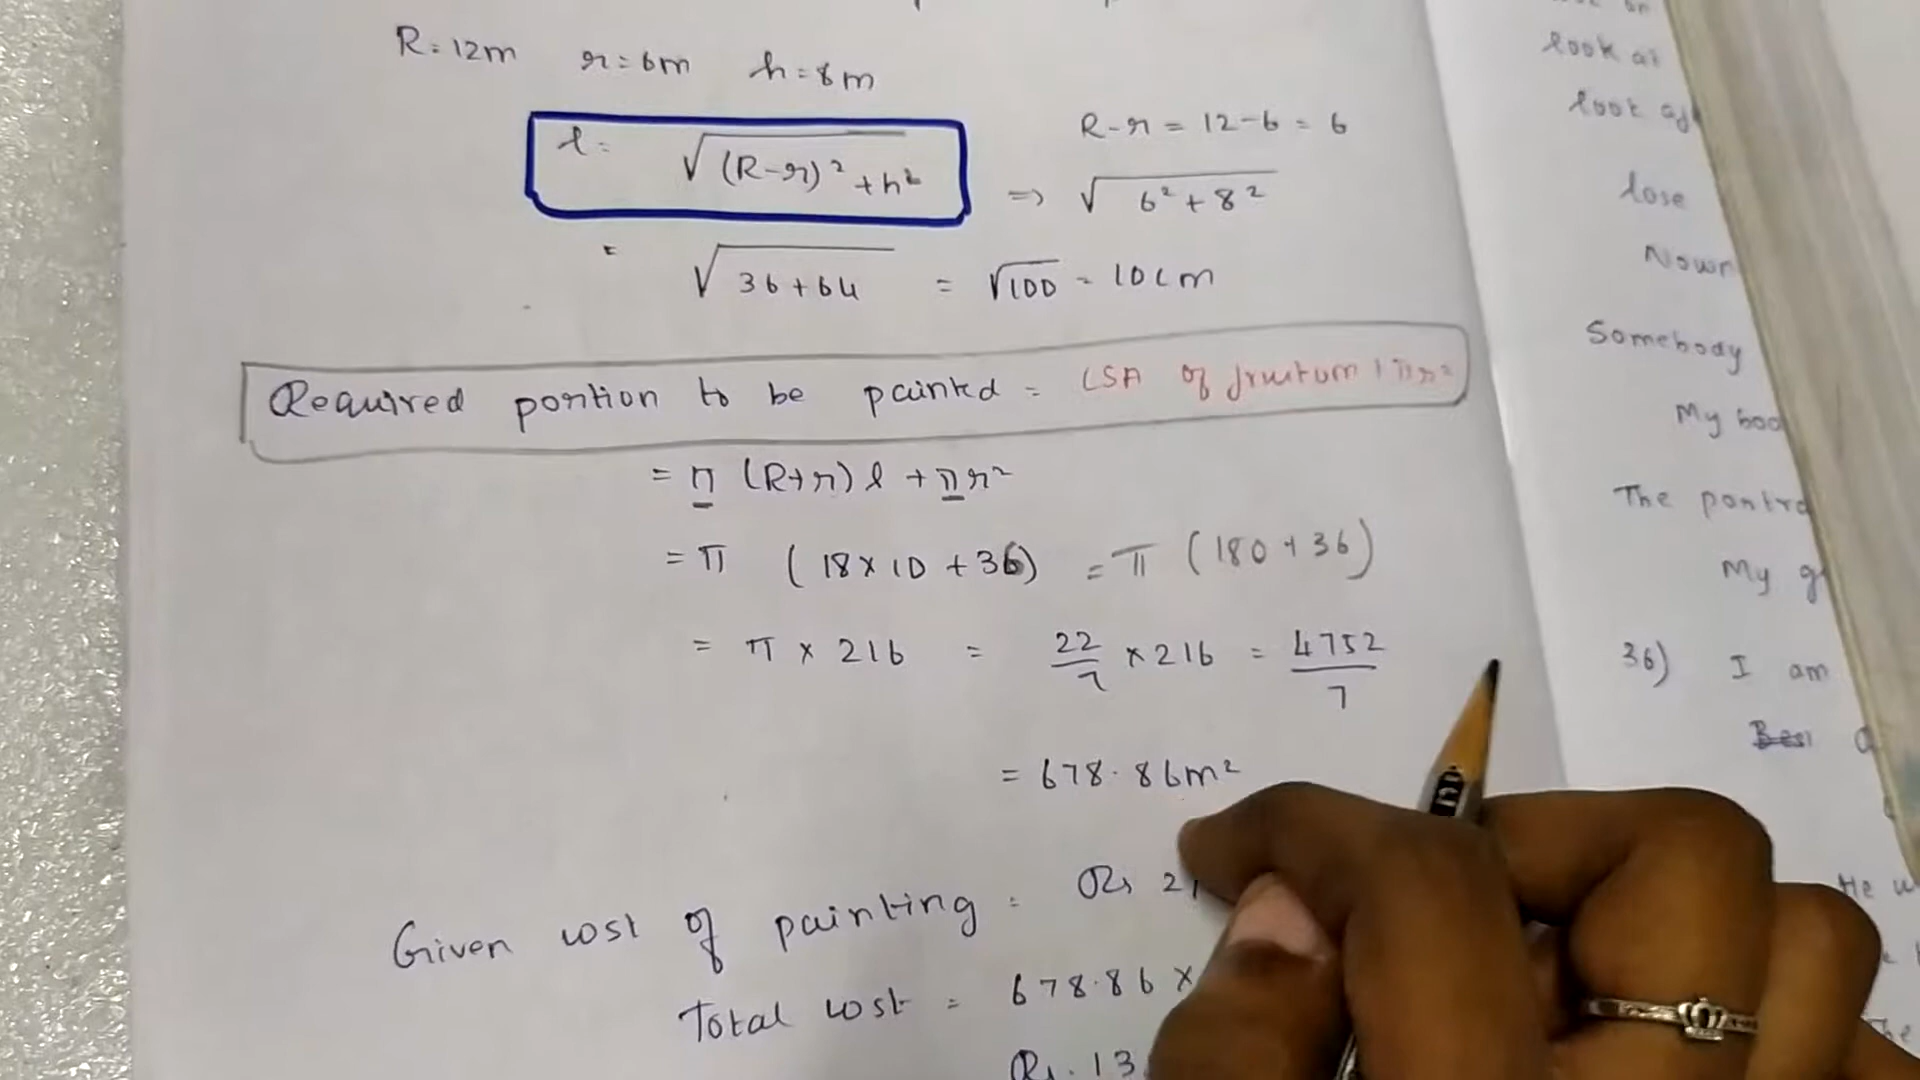 R = 12m r = 6m h = 8m
l = √(R-r)² + h²
R-r = 12-6 = 6
=> √6² + 8²
= √36+64 = √100 = 10cm
Required portion to be painted = LSA of frustum + πr²
= π (R+r) l + πr²
= π (18 x 10 + 36) = π (180 + 36)
= π x 216 = 22/7 x 216 = 4752/7
= 678.86m²
Given cost of painting = Rs 2
Total cost = 678.86 x
Rs. 13
look at
look
lose
Noun
Somebody
My
The
My
36) I am
He